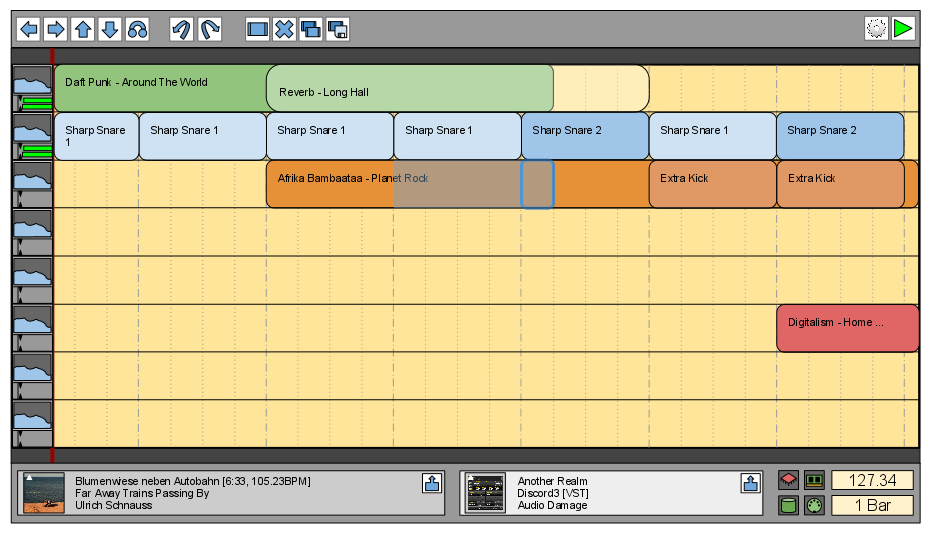 Daft Punk - Around The World
Reverb - Long Hall
Sharp Snare
1
Sharp Snare 1
Sharp Snare 1
Sharp Snare 1
Sharp Snare 2
Sharp Snare 1
Sharp Snare 2
Afrika Bambaataa - Planet Rock
Extra Kick
Extra Kick
Digitalism - Home ...
Blumenwiese neben Autobahn [6:33, 105.23BPM]
Far Away Trains Passing By
Ulrich Schnauss
Another Realm
Discord3 [VST]
Audio Damage
127.34
1 Bar